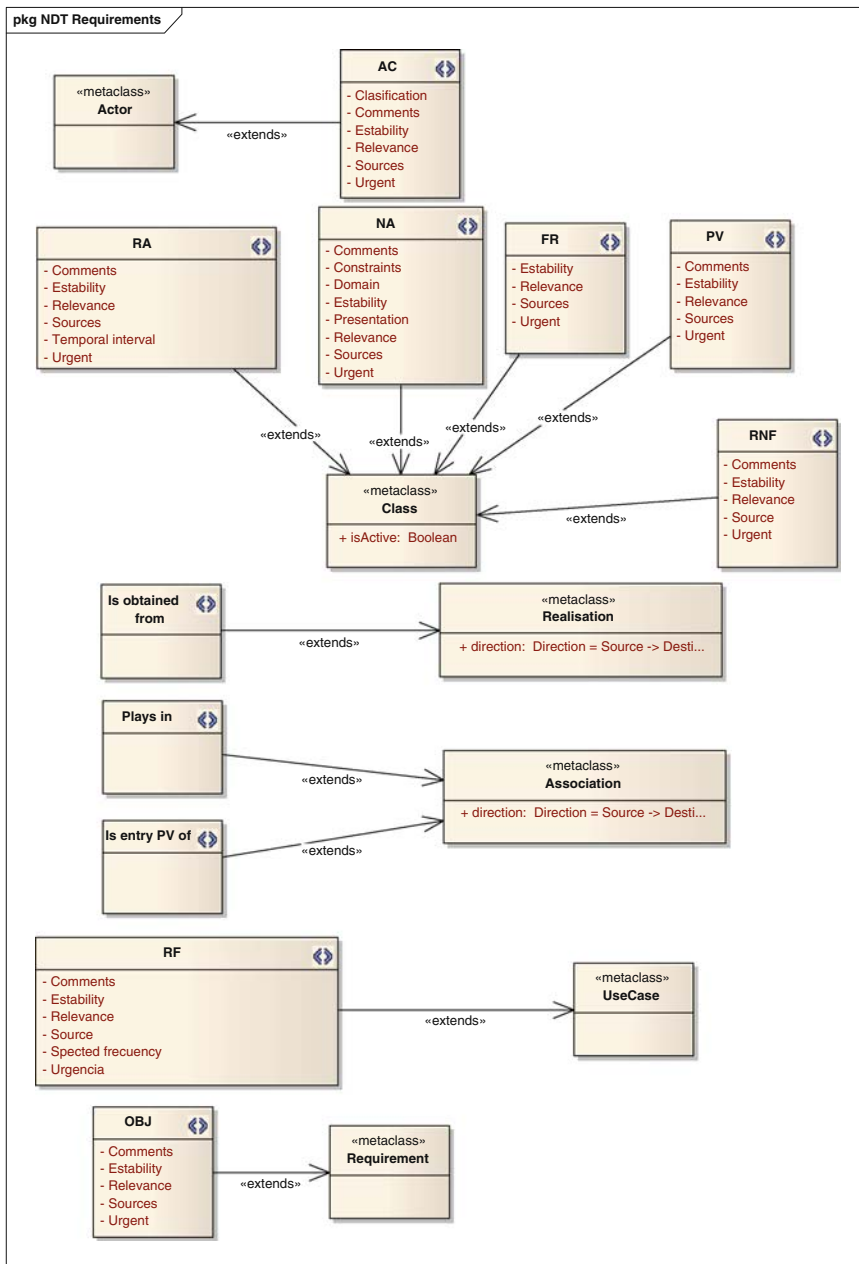 pkg NDT Requirements
«metaclass»
Actor
AC
- Clasification
- Comments
- Estability
- Relevance
- Sources
- Urgent
«extends»
RA
- Comments
- Estability
- Relevance
- Sources
- Temporal interval
- Urgent
NA
- Comments
- Constraints
- Domain
- Estability
- Presentation
- Relevance
- Sources
- Urgent
FR
- Estability
- Relevance
- Sources
- Urgent
PV
- Comments
- Estability
- Relevance
- Sources
- Urgent
«extends»
«extends»
«extends»
«extends»
RNF
- Comments
- Estability
- Relevance
- Source
- Urgent
«extends»
«metaclass»
Class
+ isActive: Boolean
Is obtained
from
«extends»
«metaclass»
Realisation
+ direction: Direction = Source -> Desti...
Plays in
«extends»
«metaclass»
Association
+ direction: Direction = Source -> Desti...
Is entry PV of
«extends»
RF
- Comments
- Estability
- Relevance
- Source
- Spected frecuency
- Urgencia
«extends»
«metaclass»
UseCase
OBJ
- Comments
- Estability
- Relevance
- Sources
- Urgent
«extends»
«metaclass»
Requirement